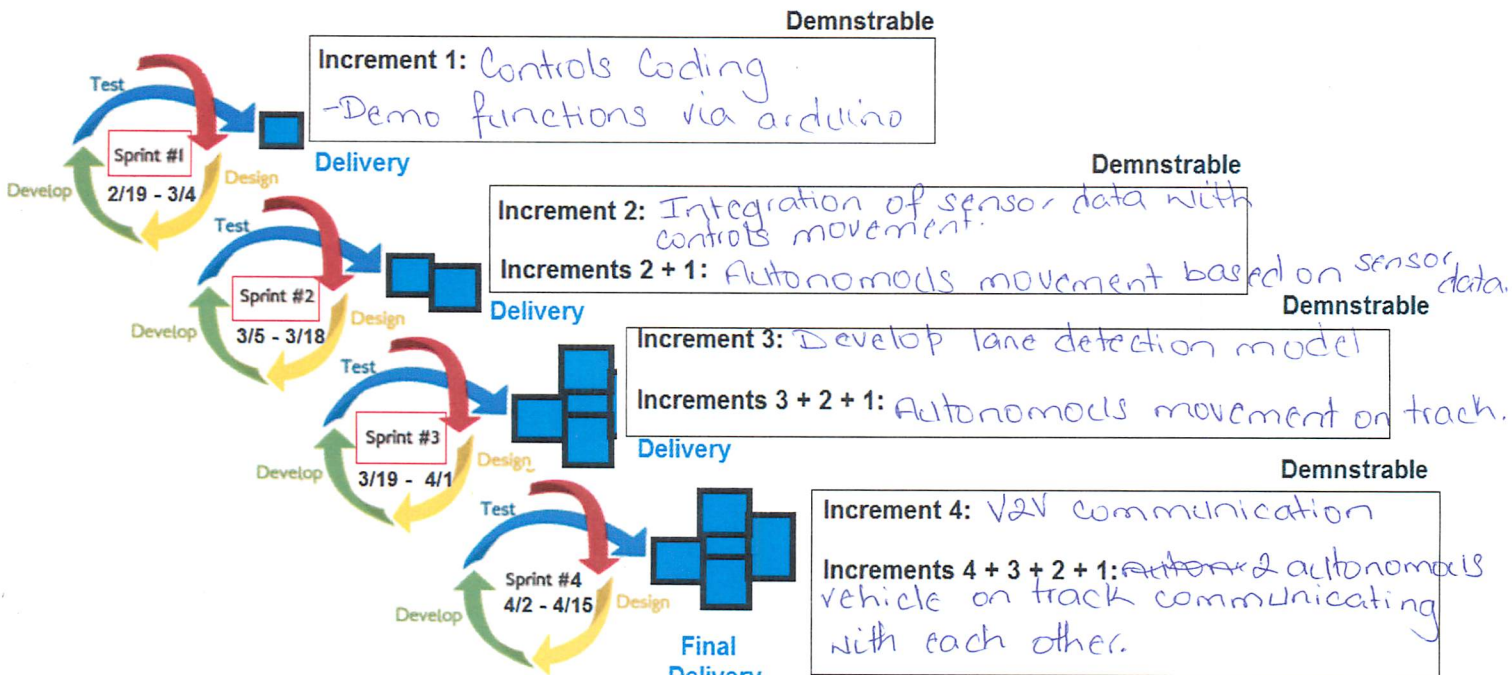 Demnstrable
Increment 1: Controls Coding
-Demo functions via arduino
Test
Sprint #1
2/19 - 3/4
Develop
Design
Delivery
Demnstrable
Increment 2: Integration of sensor data with
controls movement.
Increments 2 + 1: Autonomous movement based on sensor
data.
Test
Sprint #2
3/5 - 3/18
Develop
Design
Delivery
Demnstrable
Increment 3: Develop lane detection model
Increments 3 + 2 + 1: Autonomous movement on track.
Test
Sprint #3
3/19 - 4/1
Develop
Design
Delivery
Demnstrable
Increment 4: V2V communication
Increments 4 + 3 + 2 + 1: 2 autonomous
vehicle on track communicating
with each other.
Test
Sprint #4
4/2 - 4/15
Develop
Design
Final
Delivery